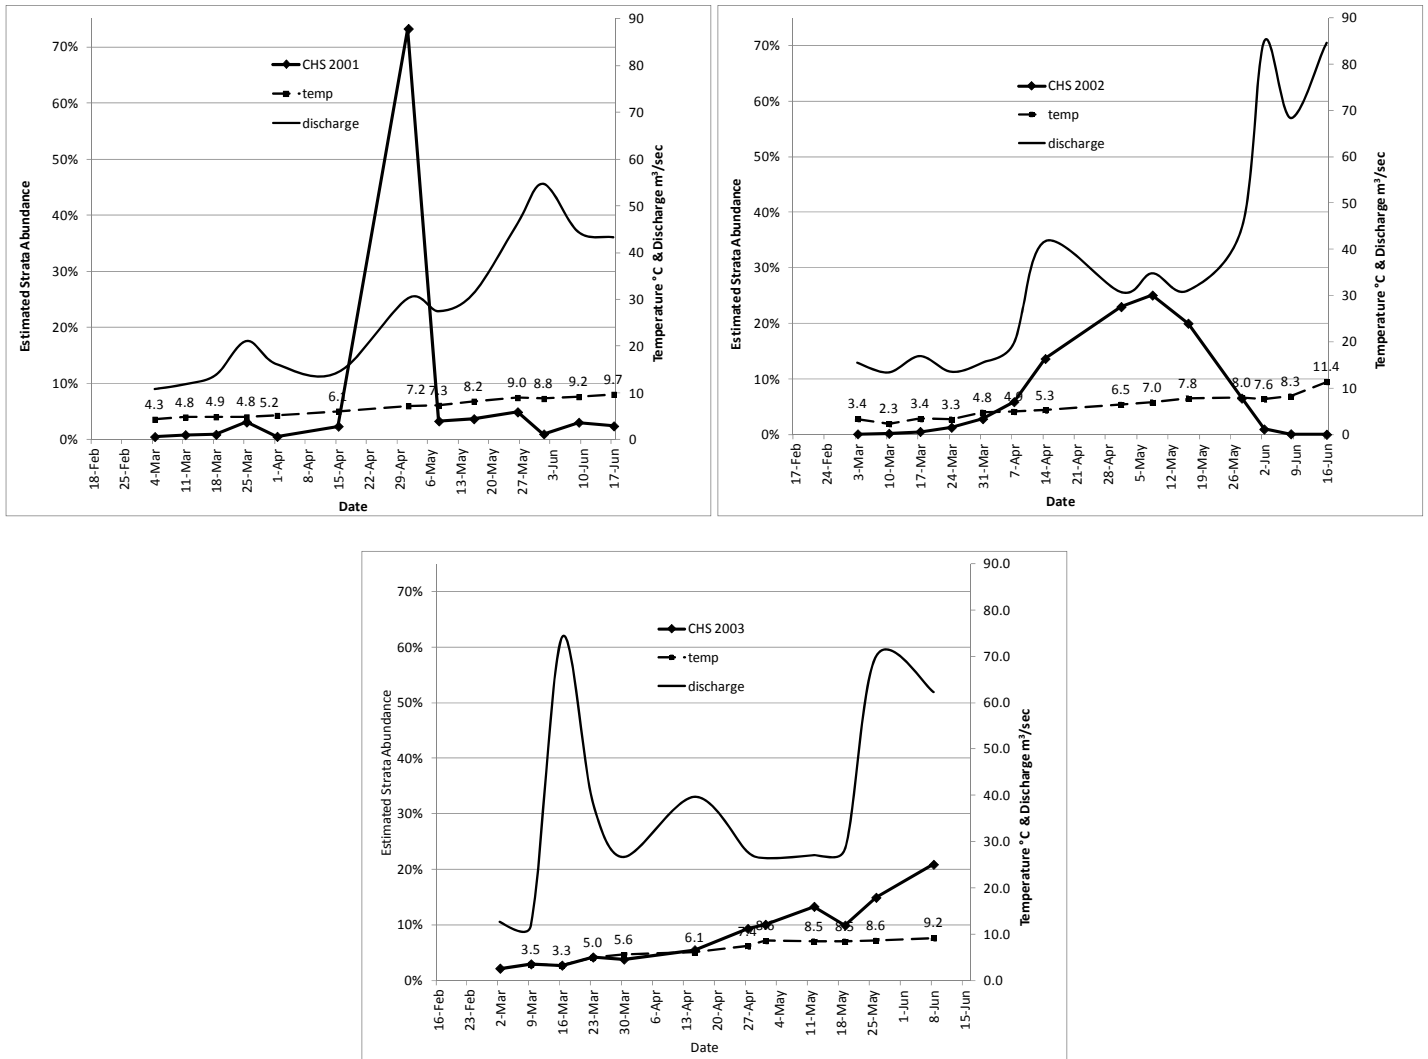 CHS 2001
temp
discharge
70%
60%
50%
40%
30%
20%
10%
0%
Estimated Strata Abundance
90
80
70
60
50
40
30
20
10
0
Temperature °C & Discharge m³/sec
4.3 4.8 4.9 4.8 5.2 6.1 7.2 7.3 8.2 9.0 8.8 9.2 9.7
18-Feb 25-Feb 4-Mar 11-Mar 18-Mar 25-Mar 1-Apr 8-Apr 15-Apr 22-Apr 29-Apr 6-May 13-May 20-May 27-May 3-Jun 10-Jun 17-Jun
Date
CHS 2002
temp
discharge
70%
60%
50%
40%
30%
20%
10%
0%
Estimated Strata Abundance
90
80
70
60
50
40
30
20
10
0
Temperature °C & Discharge m³/sec
3.4 2.3 3.4 3.3 4.8 5.3 6.5 7.0 7.8 8.0 7.6 8.3 11.4
17-Feb 24-Feb 3-Mar 10-Mar 17-Mar 24-Mar 31-Mar 7-Apr 14-Apr 21-Apr 28-Apr 5-May 12-May 19-May 26-May 2-Jun 9-Jun 16-Jun
Date
CHS 2003
temp
discharge
70%
60%
50%
40%
30%
20%
10%
0%
Estimated Strata Abundance
90.0
80.0
70.0
60.0
50.0
40.0
30.0
20.0
10.0
0.0
Temperature °C & Discharge m³/sec
3.5 3.3 5.0 5.6 6.1 7.4 8.5 8.6 9.2
16-Feb 23-Feb 2-Mar 9-Mar 16-Mar 23-Mar 30-Mar 6-Apr 13-Apr 20-Apr 27-Apr 4-May 11-May 18-May 25-May 1-Jun 8-Jun 15-Jun
Date